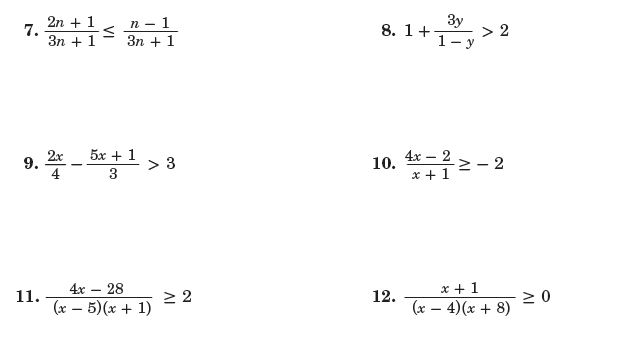 7. (2n + 1)/(3n + 1) ≤ (n − 1)/(3n + 1)
8. 1 + 3y/(1 − y) > 2
9. 2x/4 − (5x + 1)/3 > 3
10. (4x − 2)/(x + 1) ≥ − 2
11. (4x − 28)/((x − 5)(x + 1)) ≥ 2
12. (x + 1)/((x − 4)(x + 8)) ≥ 0